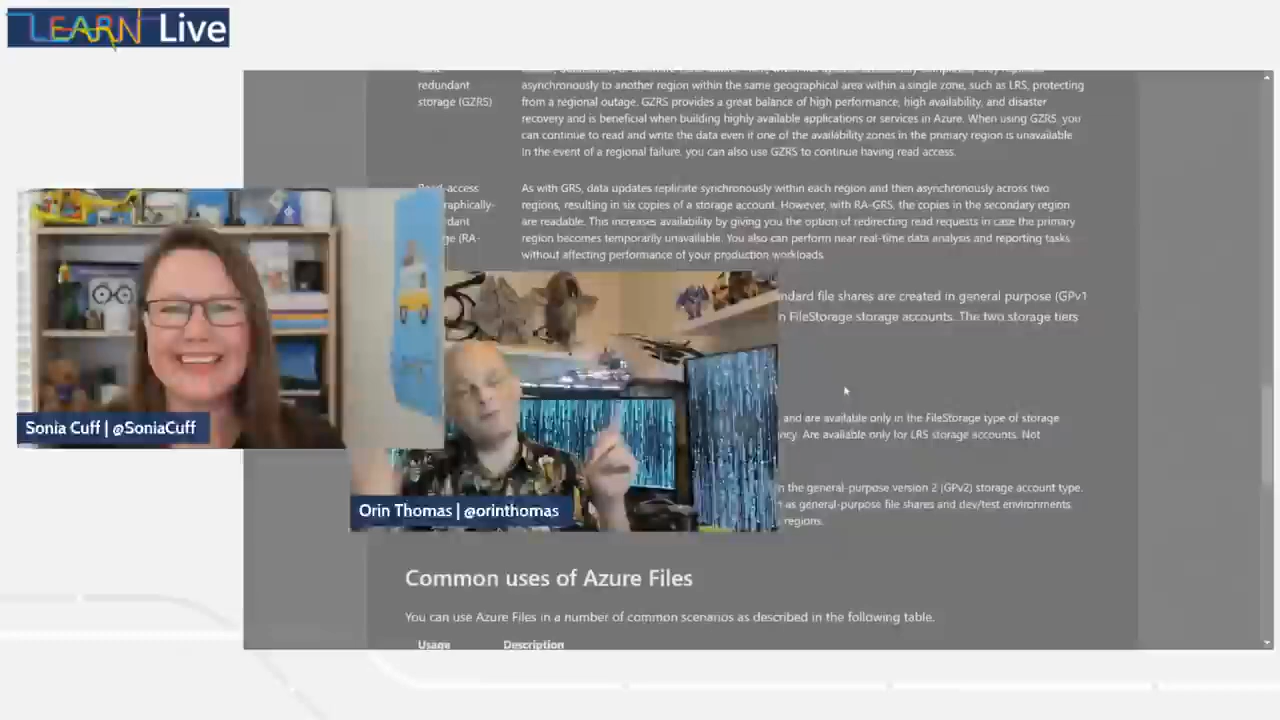 LEARN Live
asynchronously to another region within the same geographical area within a single zone, such as LRS, protecting
redundant
storage (GZRS)
from a regional outage. GZRS provides a great balance of high performance, high availability, and disaster
recovery and is beneficial when building highly available applications or services in Azure. When using GZRS, you
can continue to read and write the data even if one of the availability zones in the primary region is unavailable
In the event of a regional failure, you can also use GZRS to continue having read access.
Read-access
raphically-
dant
ge (RA-
As with GRS, data updates replicate synchronously within each region and then asynchronously across two
regions, resulting in six copies of a storage account. However, with RA-GRS, the copies in the secondary region
are readable. This increases availability by giving you the option of redirecting read requests in case the primary
region becomes temporarily unavailable. You also can perform near real-time data analysis and reporting tasks
without affecting performance of your production workloads.
ndard file shares are created in general purpose (GPv1
n FileStorage storage accounts. The two storage tiers
and are available only in the FileStorage type of storage
ncy. Are available only for LRS storage accounts. Not
n the general-purpose version 2 (GPv2) storage account type.
as general-purpose file shares and dev/test environments
regions.
Sonia Cuff | @SoniaCuff
Orin Thomas | @orinthomas
Common uses of Azure Files
You can use Azure Files in a number of common scenarios as described in the following table.
Usage Description